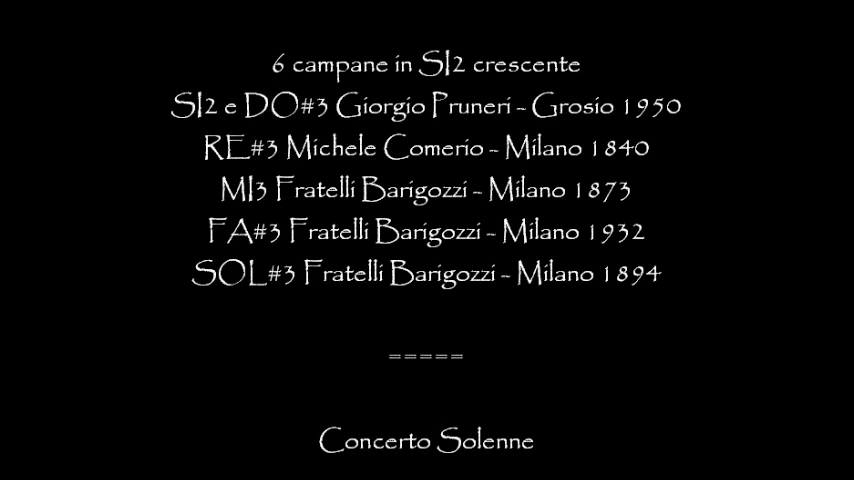 6 campane in SI2 crescente
SI2 e DO#3 Giorgio Pruneri - Grosio 1950
RE#3 Michele Comerio - Milano 1840
MI3 Fratelli Barigozzi - Milano 1873
FA#3 Fratelli Barigozzi - Milano 1932
SOL#3 Fratelli Barigozzi - Milano 1894
=====
Concerto Solenne